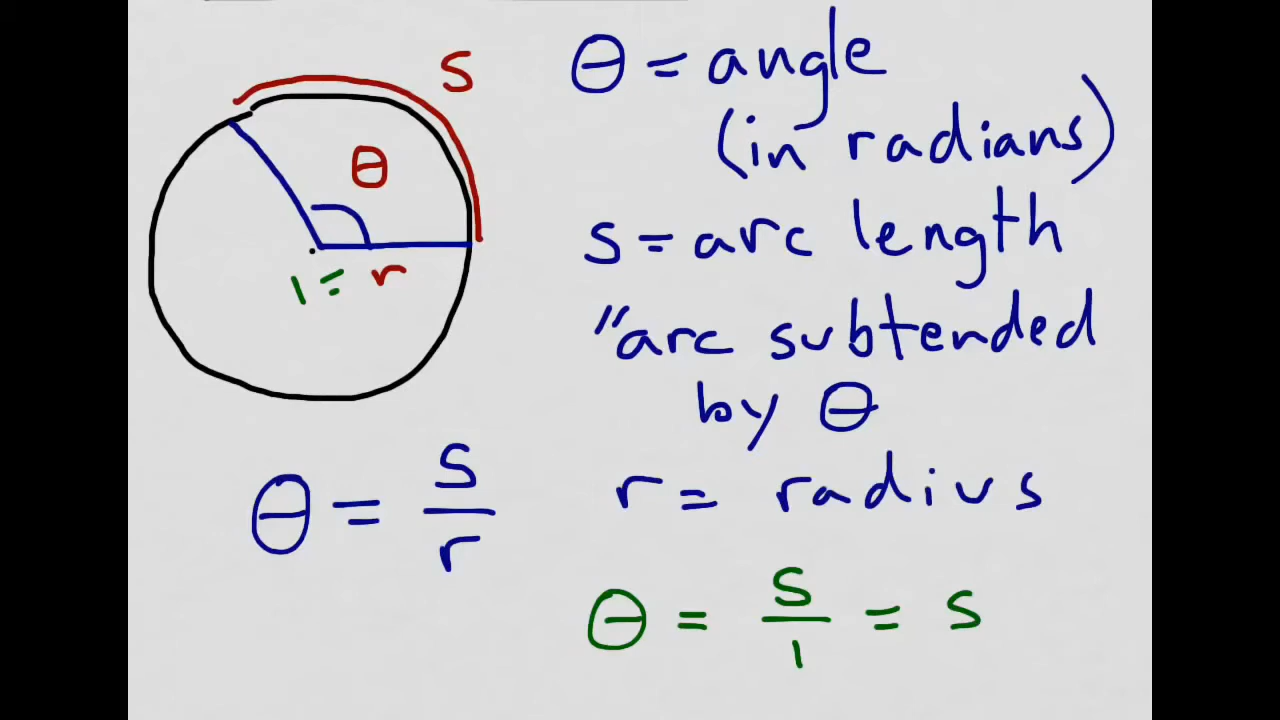 s
θ
1 = r
θ = angle
(in radians)
s = arc length
"arc subtended
by θ
r = radius
θ = s/r
θ = s/1 = s